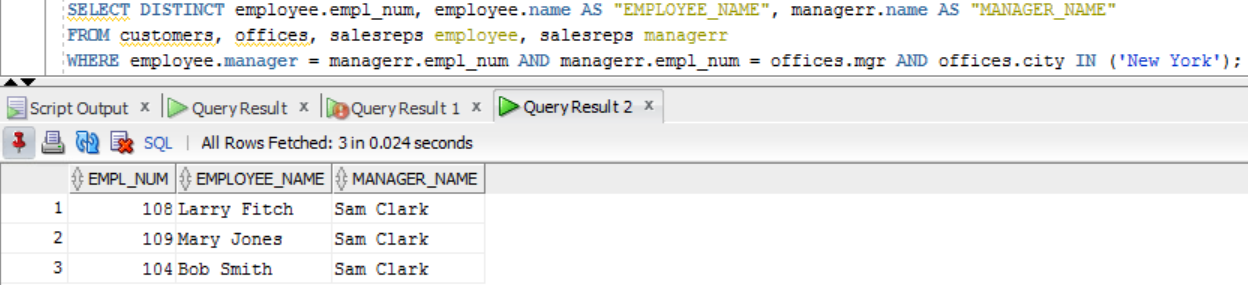 SELECT DISTINCT employee.empl_num, employee.name AS "EMPLOYEE_NAME", managerr.name AS "MANAGER_NAME"
FROM customers, offices, salesreps employee, salesreps managerr
WHERE employee.manager = managerr.empl_num AND managerr.empl_num = offices.mgr AND offices.city IN ('New York');
Script Output x Query Result x Query Result 1 x Query Result 2 x
SQL | All Rows Fetched: 3 in 0.024 seconds
EMPL_NUM EMPLOYEE_NAME MANAGER_NAME
1 108 Larry Fitch Sam Clark
2 109 Mary Jones Sam Clark
3 104 Bob Smith Sam Clark